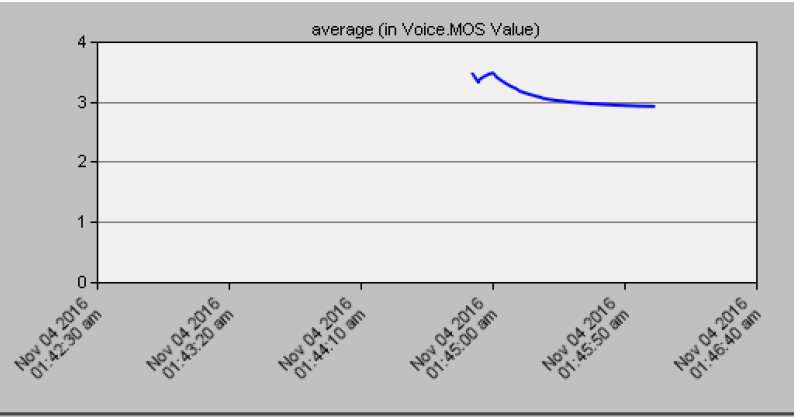 average (in Voice.MOS Value)
4
3
2
1
0
Nov 04 2016
01:42:30 am
Nov 04 2016
01:43:20 am
Nov 04 2016
01:44:10 am
Nov 04 2016
01:45:00 am
Nov 04 2016
01:45:50 am
Nov 04 2016
01:46:40 am